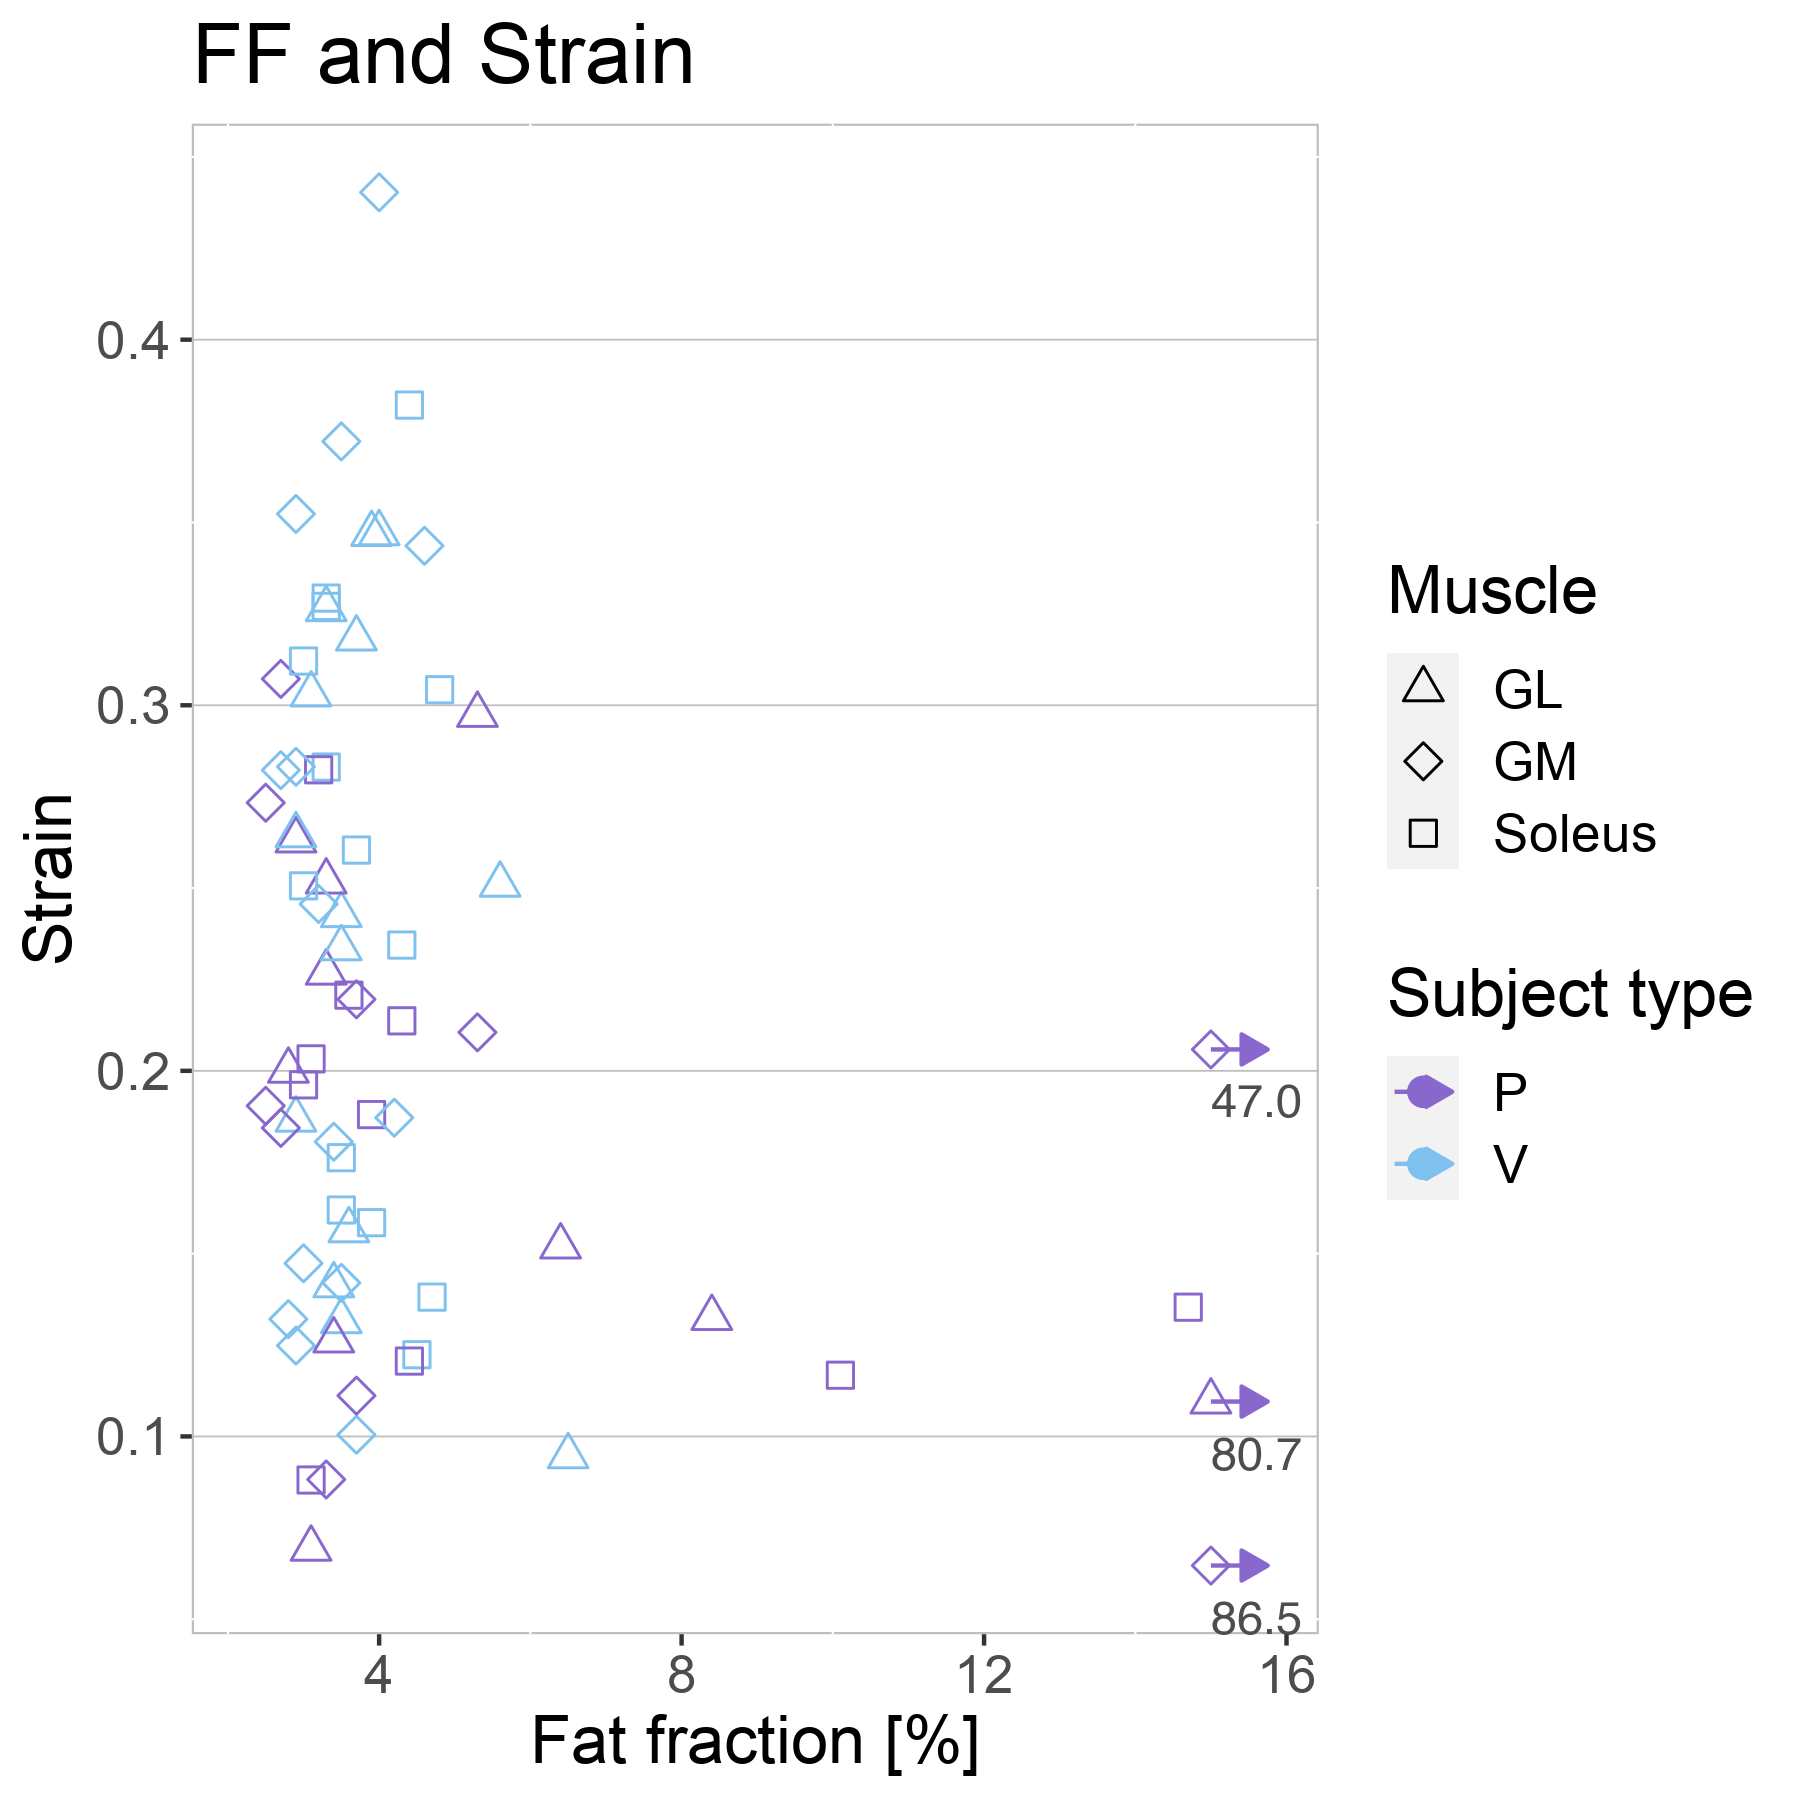 FF and Strain
0.4
0.3
0.2
0.1
Strain
47.0
80.7
86.5
4 8 12 16
Fat fraction [%]
Muscle
GL
GM
Soleus
Subject type
P
V